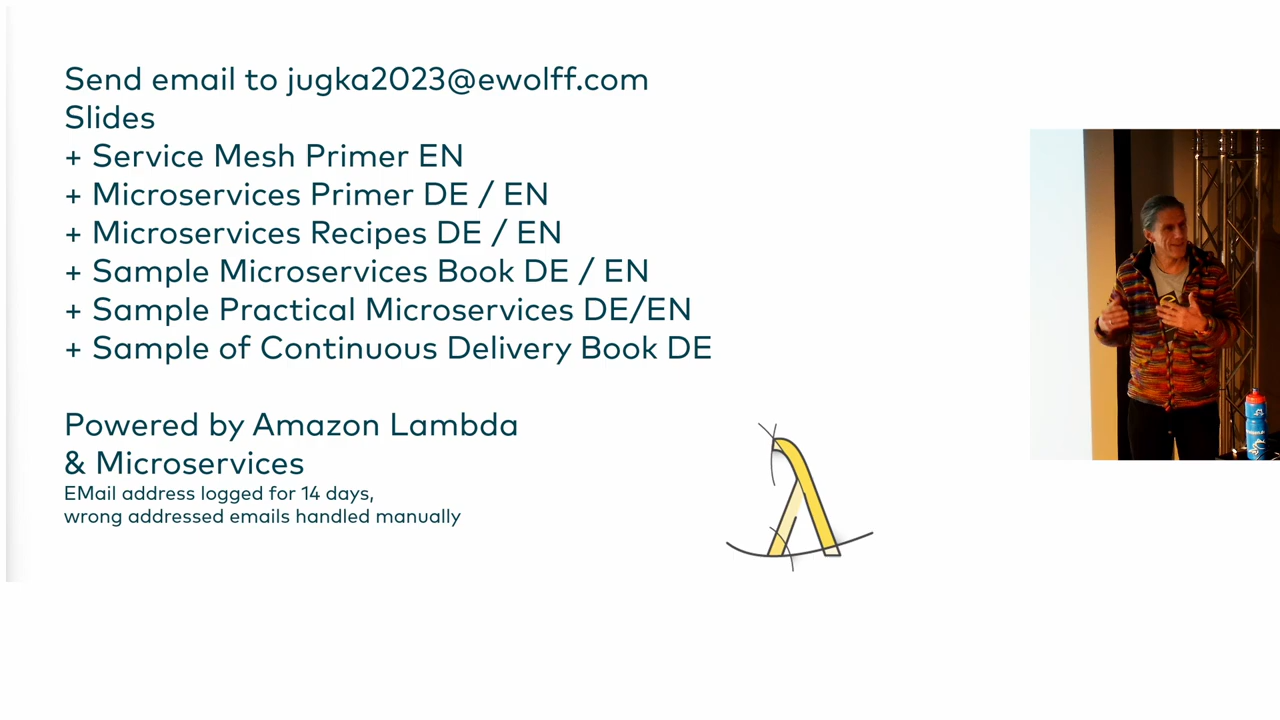 Send email to jugka2023@ewolff.com
Slides
+ Service Mesh Primer EN
+ Microservices Primer DE / EN
+ Microservices Recipes DE / EN
+ Sample Microservices Book DE / EN
+ Sample Practical Microservices DE/EN
+ Sample of Continuous Delivery Book DE
Powered by Amazon Lambda
& Microservices
EMail address logged for 14 days,
wrong addressed emails handled manually